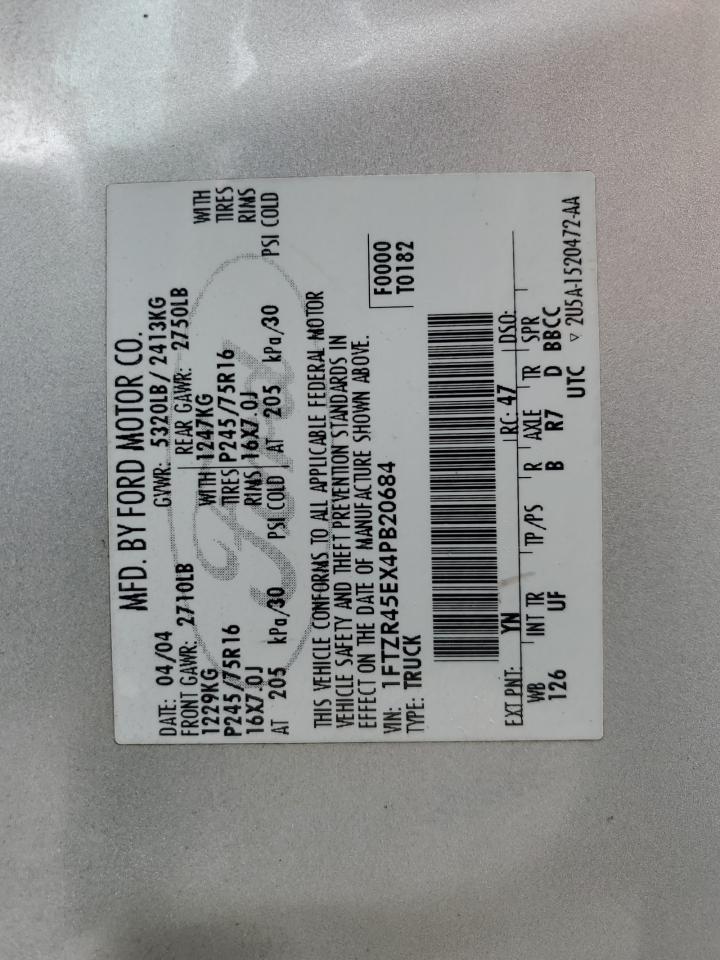 MFD. BY FORD MOTOR CO.
DATE: 04/04 GVWR: 5320LB / 2413KG
FRONT GAWR: 2710LB REAR GAWR: 2750LB
1229KG WITH 1247KG WITH
P245/75R16 TIRES P245/75R16 TIRES
16X7.0J RIMS 16X7.0J RIMS
AT 205 kPa/30 PSI COLD AT 205 kPa/30 PSI COLD
Ford
THIS VEHICLE CONFORMS TO ALL APPLICABLE FEDERAL MOTOR
VEHICLE SAFETY AND THEFT PREVENTION STANDARDS IN
EFFECT ON THE DATE OF MANUFACTURE SHOWN ABOVE.
VIN: 1FTZR45EX4PB20684 F0000
TYPE: TRUCK T0182
EXT PNT: YN RC: 47 DSO:
WB INT TR TP/PS R AXLE TR SPR
126 UF B R7 D BBCC
UTC ▽ 2U5A-1520472-AA